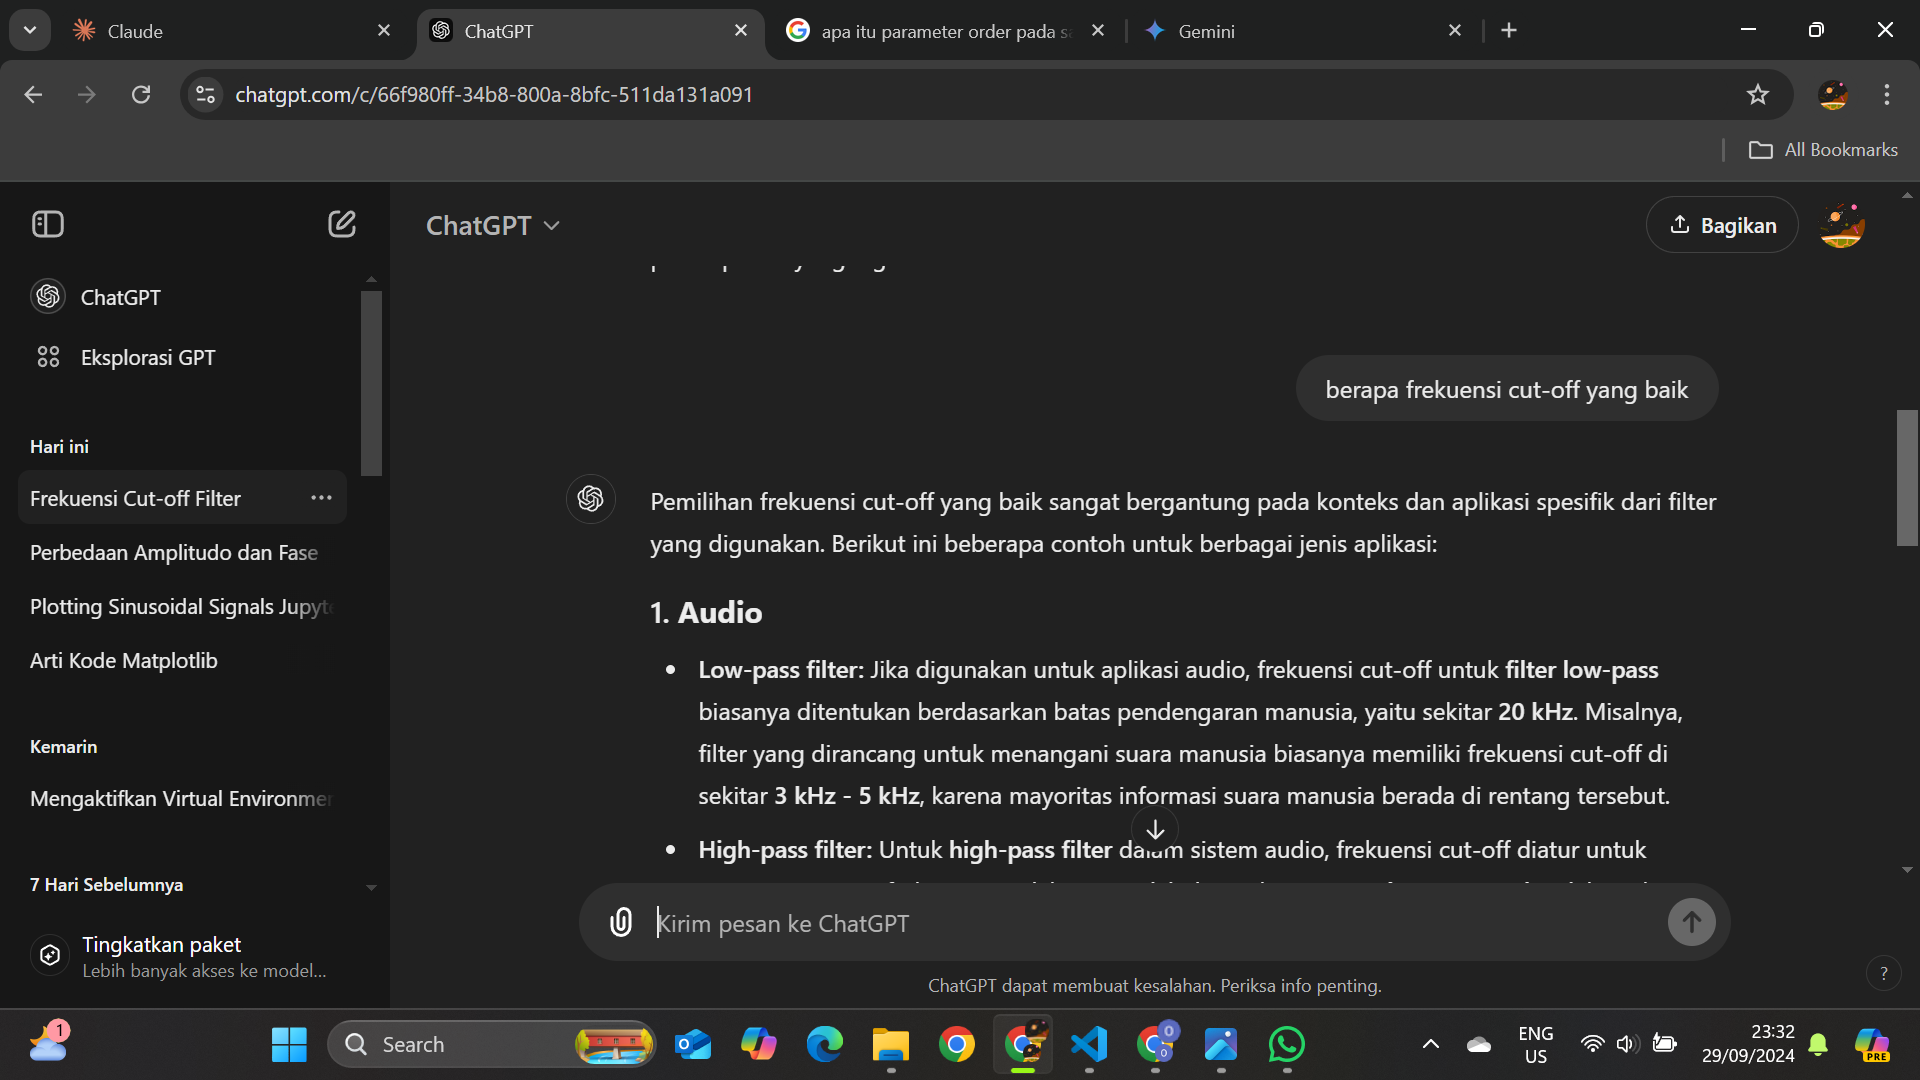 Claude
ChatGPT
apa itu parameter order pada sa
Gemini
chatgpt.com/c/66f980ff-34b8-800a-8bfc-511da131a091
All Bookmarks
ChatGPT
Bagikan
ChatGPT
Eksplorasi GPT
Hari ini
Frekuensi Cut-off Filter
Perbedaan Amplitudo dan Fase
Plotting Sinusoidal Signals Jupyte
Arti Kode Matplotlib
Kemarin
Mengaktifkan Virtual Environmen
7 Hari Sebelumnya
Tingkatkan paket
Lebih banyak akses ke model...
berapa frekuensi cut-off yang baik
Pemilihan frekuensi cut-off yang baik sangat bergantung pada konteks dan aplikasi spesifik dari filter
yang digunakan. Berikut ini beberapa contoh untuk berbagai jenis aplikasi:
1. Audio
• Low-pass filter: Jika digunakan untuk aplikasi audio, frekuensi cut-off untuk filter low-pass
biasanya ditentukan berdasarkan batas pendengaran manusia, yaitu sekitar 20 kHz. Misalnya,
filter yang dirancang untuk menangani suara manusia biasanya memiliki frekuensi cut-off di
sekitar 3 kHz - 5 kHz, karena mayoritas informasi suara manusia berada di rentang tersebut.
• High-pass filter: Untuk high-pass filter dalam sistem audio, frekuensi cut-off diatur untuk
Kirim pesan ke ChatGPT
ChatGPT dapat membuat kesalahan. Periksa info penting.
?
1
Search
0
0
ENG
US
23:32
29/09/2024
PRE